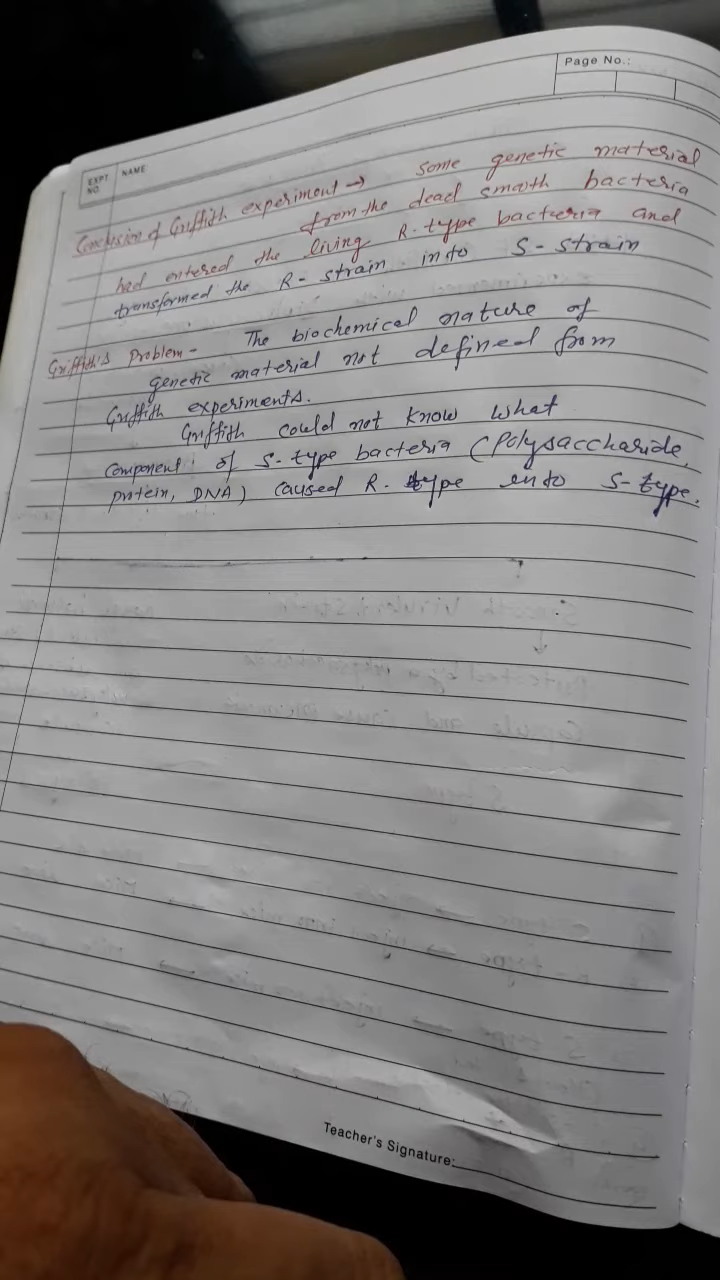 Page No.:
EXPT. NO.
NAME
Conclusion of Griffith experiment → Some genetic material
from the dead smooth bacteria
had entered the living R-type bacteria and
transformed the R-strain into S-strain
Griffith's Problem - The biochemical nature of
genetic material not defined from
Griffith experiments.
Griffith could not know what
component of S-type bacteria (Polysaccharide,
protein, DNA) caused R-type into S-type.
Teacher's Signature: